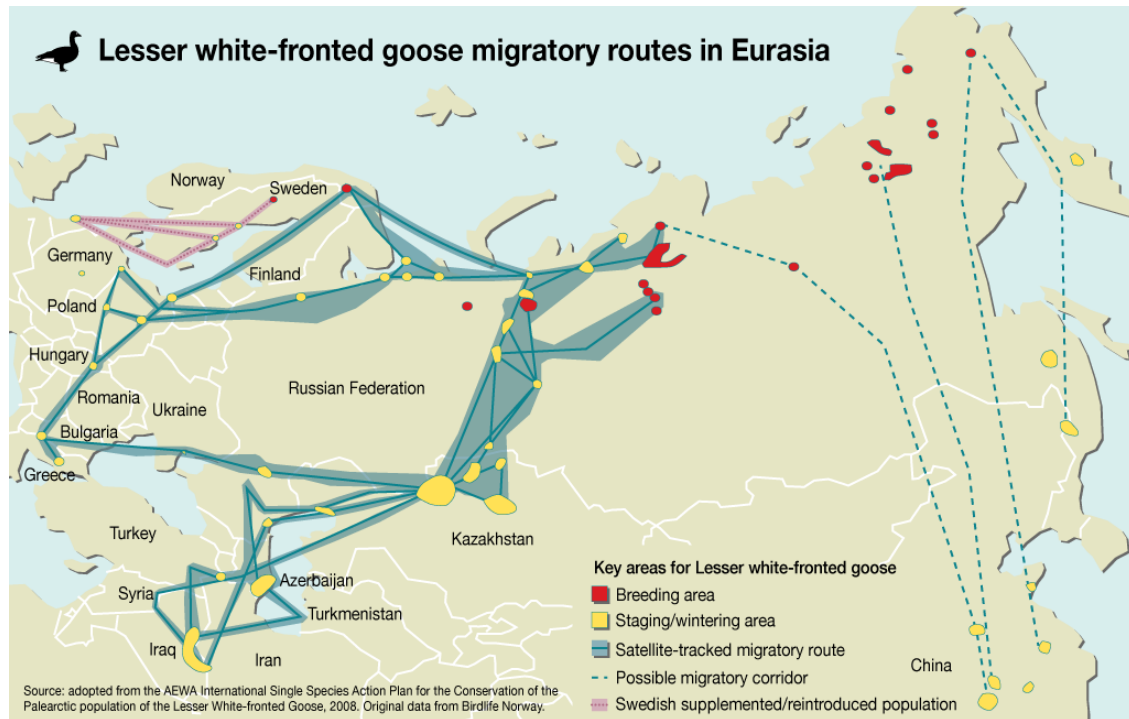 Lesser white-fronted goose migratory routes in Eurasia
Norway
Sweden
Germany
Finland
Poland
Hungary
Russian Federation
Romania
Ukraine
Bulgaria
Greece
Turkey
Kazakhstan
Syria
Azerbaijan
Turkmenistan
Iraq
Iran
China
Key areas for Lesser white-fronted goose
Breeding area
Staging/wintering area
Satellite-tracked migratory route
Possible migratory corridor
Swedish supplemented/reintroduced population
Source: adopted from the AEWA International Single Species Action Plan for the Conservation of the
Palearctic population of the Lesser White-fronted Goose, 2008. Original data from Birdlife Norway.